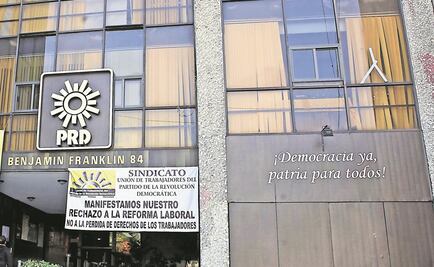 PRD
BENJAMIN FRANKLIN 84
SINDICATO
UNIÓN DE TRABAJADORES DEL
PARTIDO DE LA REVOLUCIÓN
DEMOCRÁTICA
MANIFESTAMOS NUESTRO
RECHAZO A LA REFORMA LABORAL
NO A LA PERDIDA DE DERECHOS DE LOS TRABAJADORES
¡Democracia ya,
patria para todos!